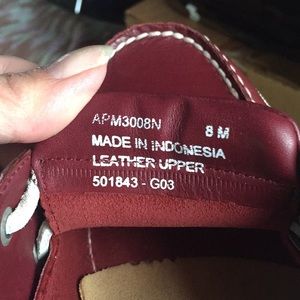 APM3008N 8 M
MADE IN INDONESIA
LEATHER UPPER
501843 - G03